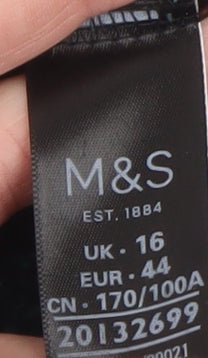 M&S
EST. 1884
UK · 16
EUR · 44
CN · 170/100A
20132699